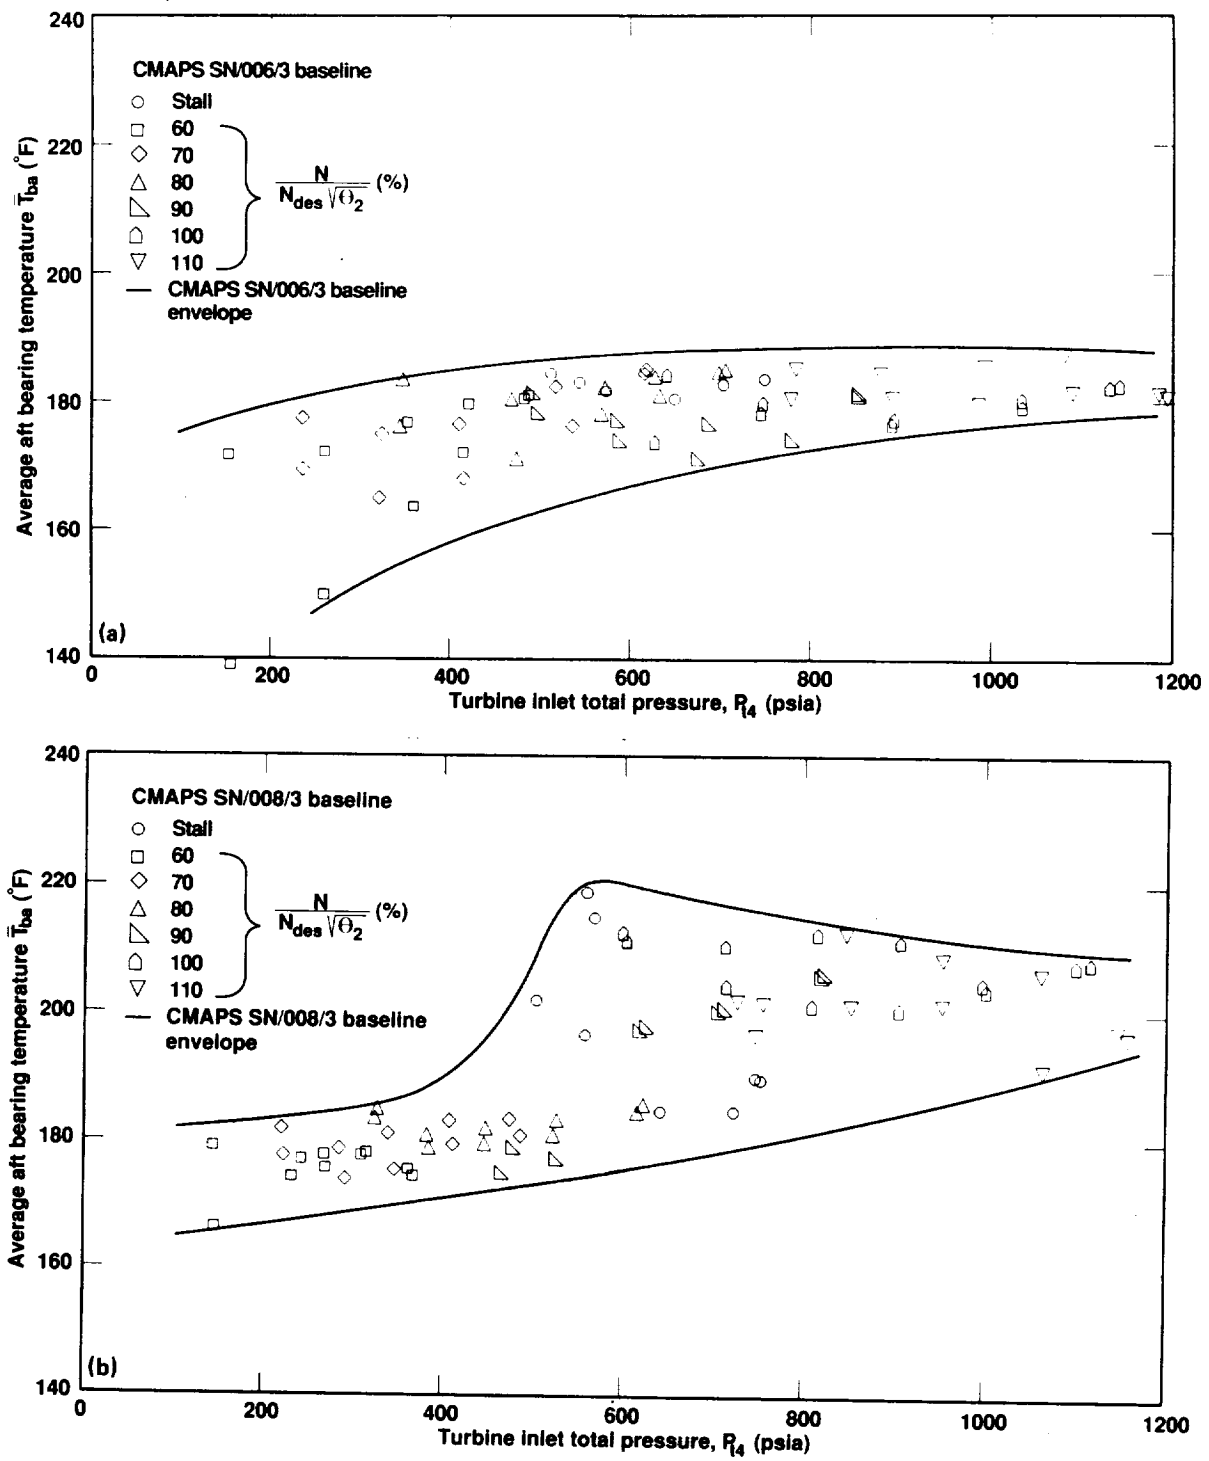 240
220
200
180
160
140
Average aft bearing temperature T̿ba (°F)
CMAPS SN/006/3 baseline
Stall
60
70
80
90
100
110
N
Ndes √Θ2 (%)
CMAPS SN/006/3 baseline
envelope
(a)
0 200 400 600 800 1000 1200
Turbine inlet total pressure, Pt4 (psia)
240
220
200
180
160
140
Average aft bearing temperature T̿ba (°F)
CMAPS SN/008/3 baseline
Stall
60
70
80
90
100
110
N
Ndes √Θ2 (%)
CMAPS SN/008/3 baseline
envelope
(b)
0 200 400 600 800 1000 1200
Turbine inlet total pressure, Pt4 (psia)